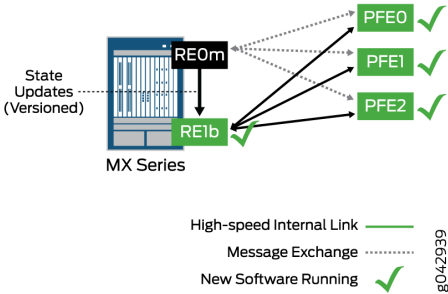 RE0m
PFE0
State
Updates
(Versioned)
PFE1
PFE2
RE1b
MX Series
High-speed Internal Link
Message Exchange
New Software Running
g042939